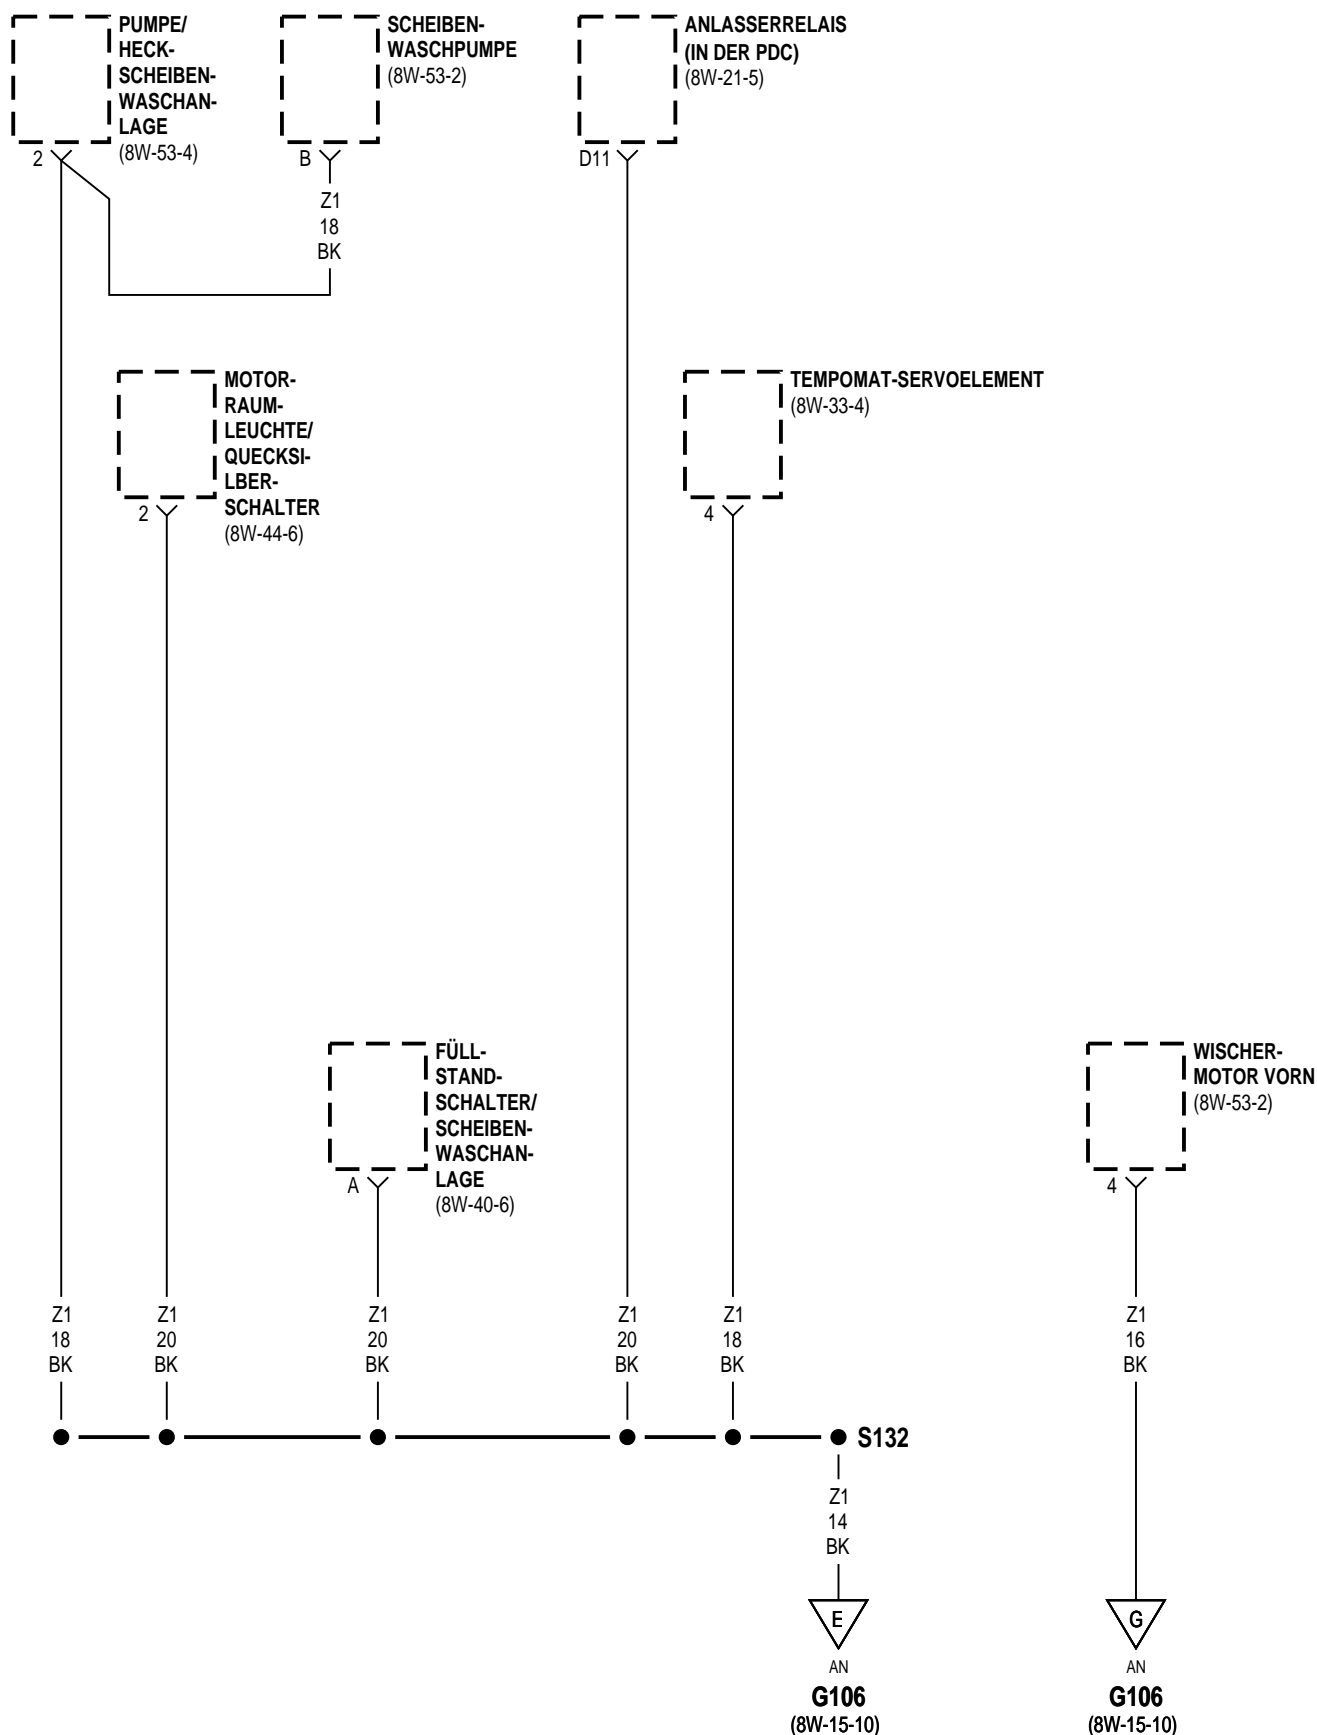 PUMPE/
HECK-
SCHEIBEN-
WASCHAN-
LAGE
(8W-53-4)
2
SCHEIBEN-
WASCHPUMPE
(8W-53-2)
B
Z1
18
BK
ANLASSERRELAIS
(IN DER PDC)
(8W-21-5)
D11
MOTOR-
RAUM-
LEUCHTE/
QUECKSI-
LBER-
SCHALTER
(8W-44-6)
2
TEMPOMAT-SERVOELEMENT
(8W-33-4)
4
FÜLL-
STAND-
SCHALTER/
SCHEIBEN-
WASCHAN-
LAGE
(8W-40-6)
A
WISCHER-
MOTOR VORN
(8W-53-2)
4
Z1
18
BK
Z1
20
BK
Z1
20
BK
Z1
20
BK
Z1
18
BK
Z1
16
BK
S132
Z1
14
BK
E
AN
G106
(8W-15-10)
G
AN
G106
(8W-15-10)